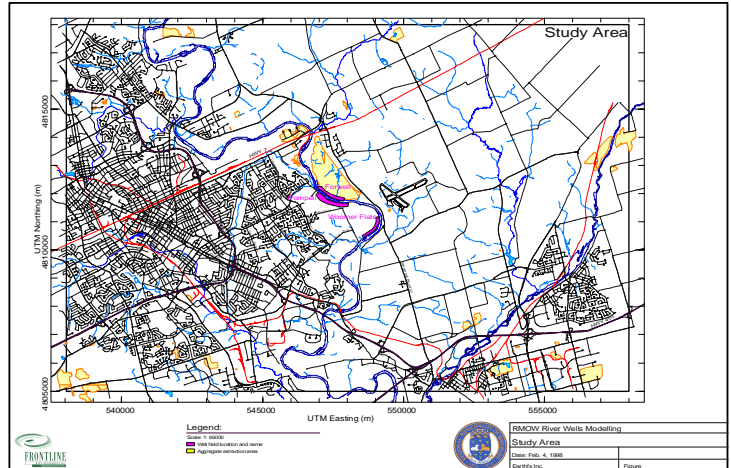 Study Area
HWY 7
Forwell
Pompeii
Woolner Flats
4815000
4810000
4805000
UTM Northing (m)
540000
545000
550000
555000
UTM Easting (m)
Legend:
Scale: 1: 65000
Well field location and name
Aggregate extraction area
FRONTLINE
RMOW River Wells Modelling
Study Area
Date: Feb. 4, 1998
Earthfx Inc.
Figure